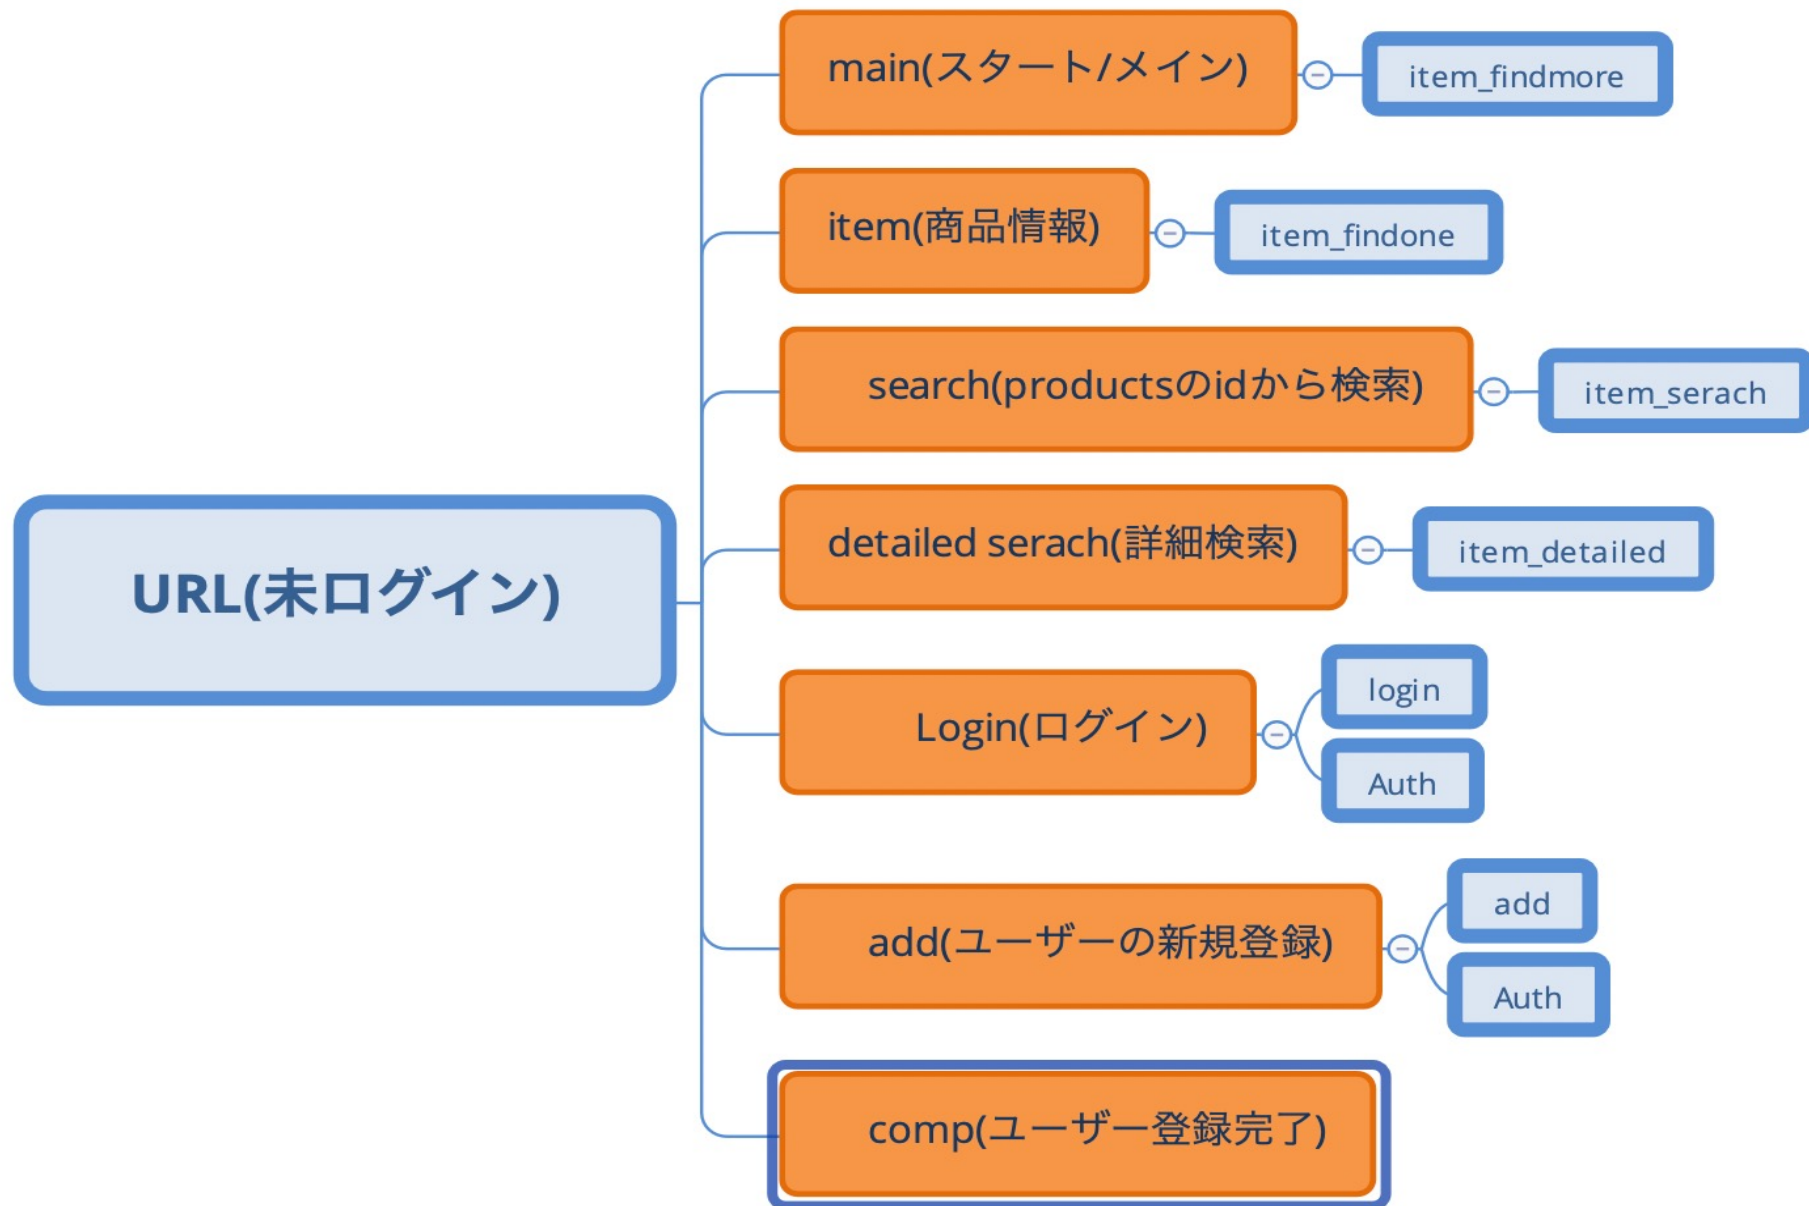 main(スタート/メイン)
item_findmore
item(商品情報)
item_findone
search(productsのidから検索)
item_serach
detailed serach(詳細検索)
item_detailed
URL(未ログイン)
login
Login(ログイン)
Auth
add
add(ユーザーの新規登録)
Auth
comp(ユーザー登録完了)